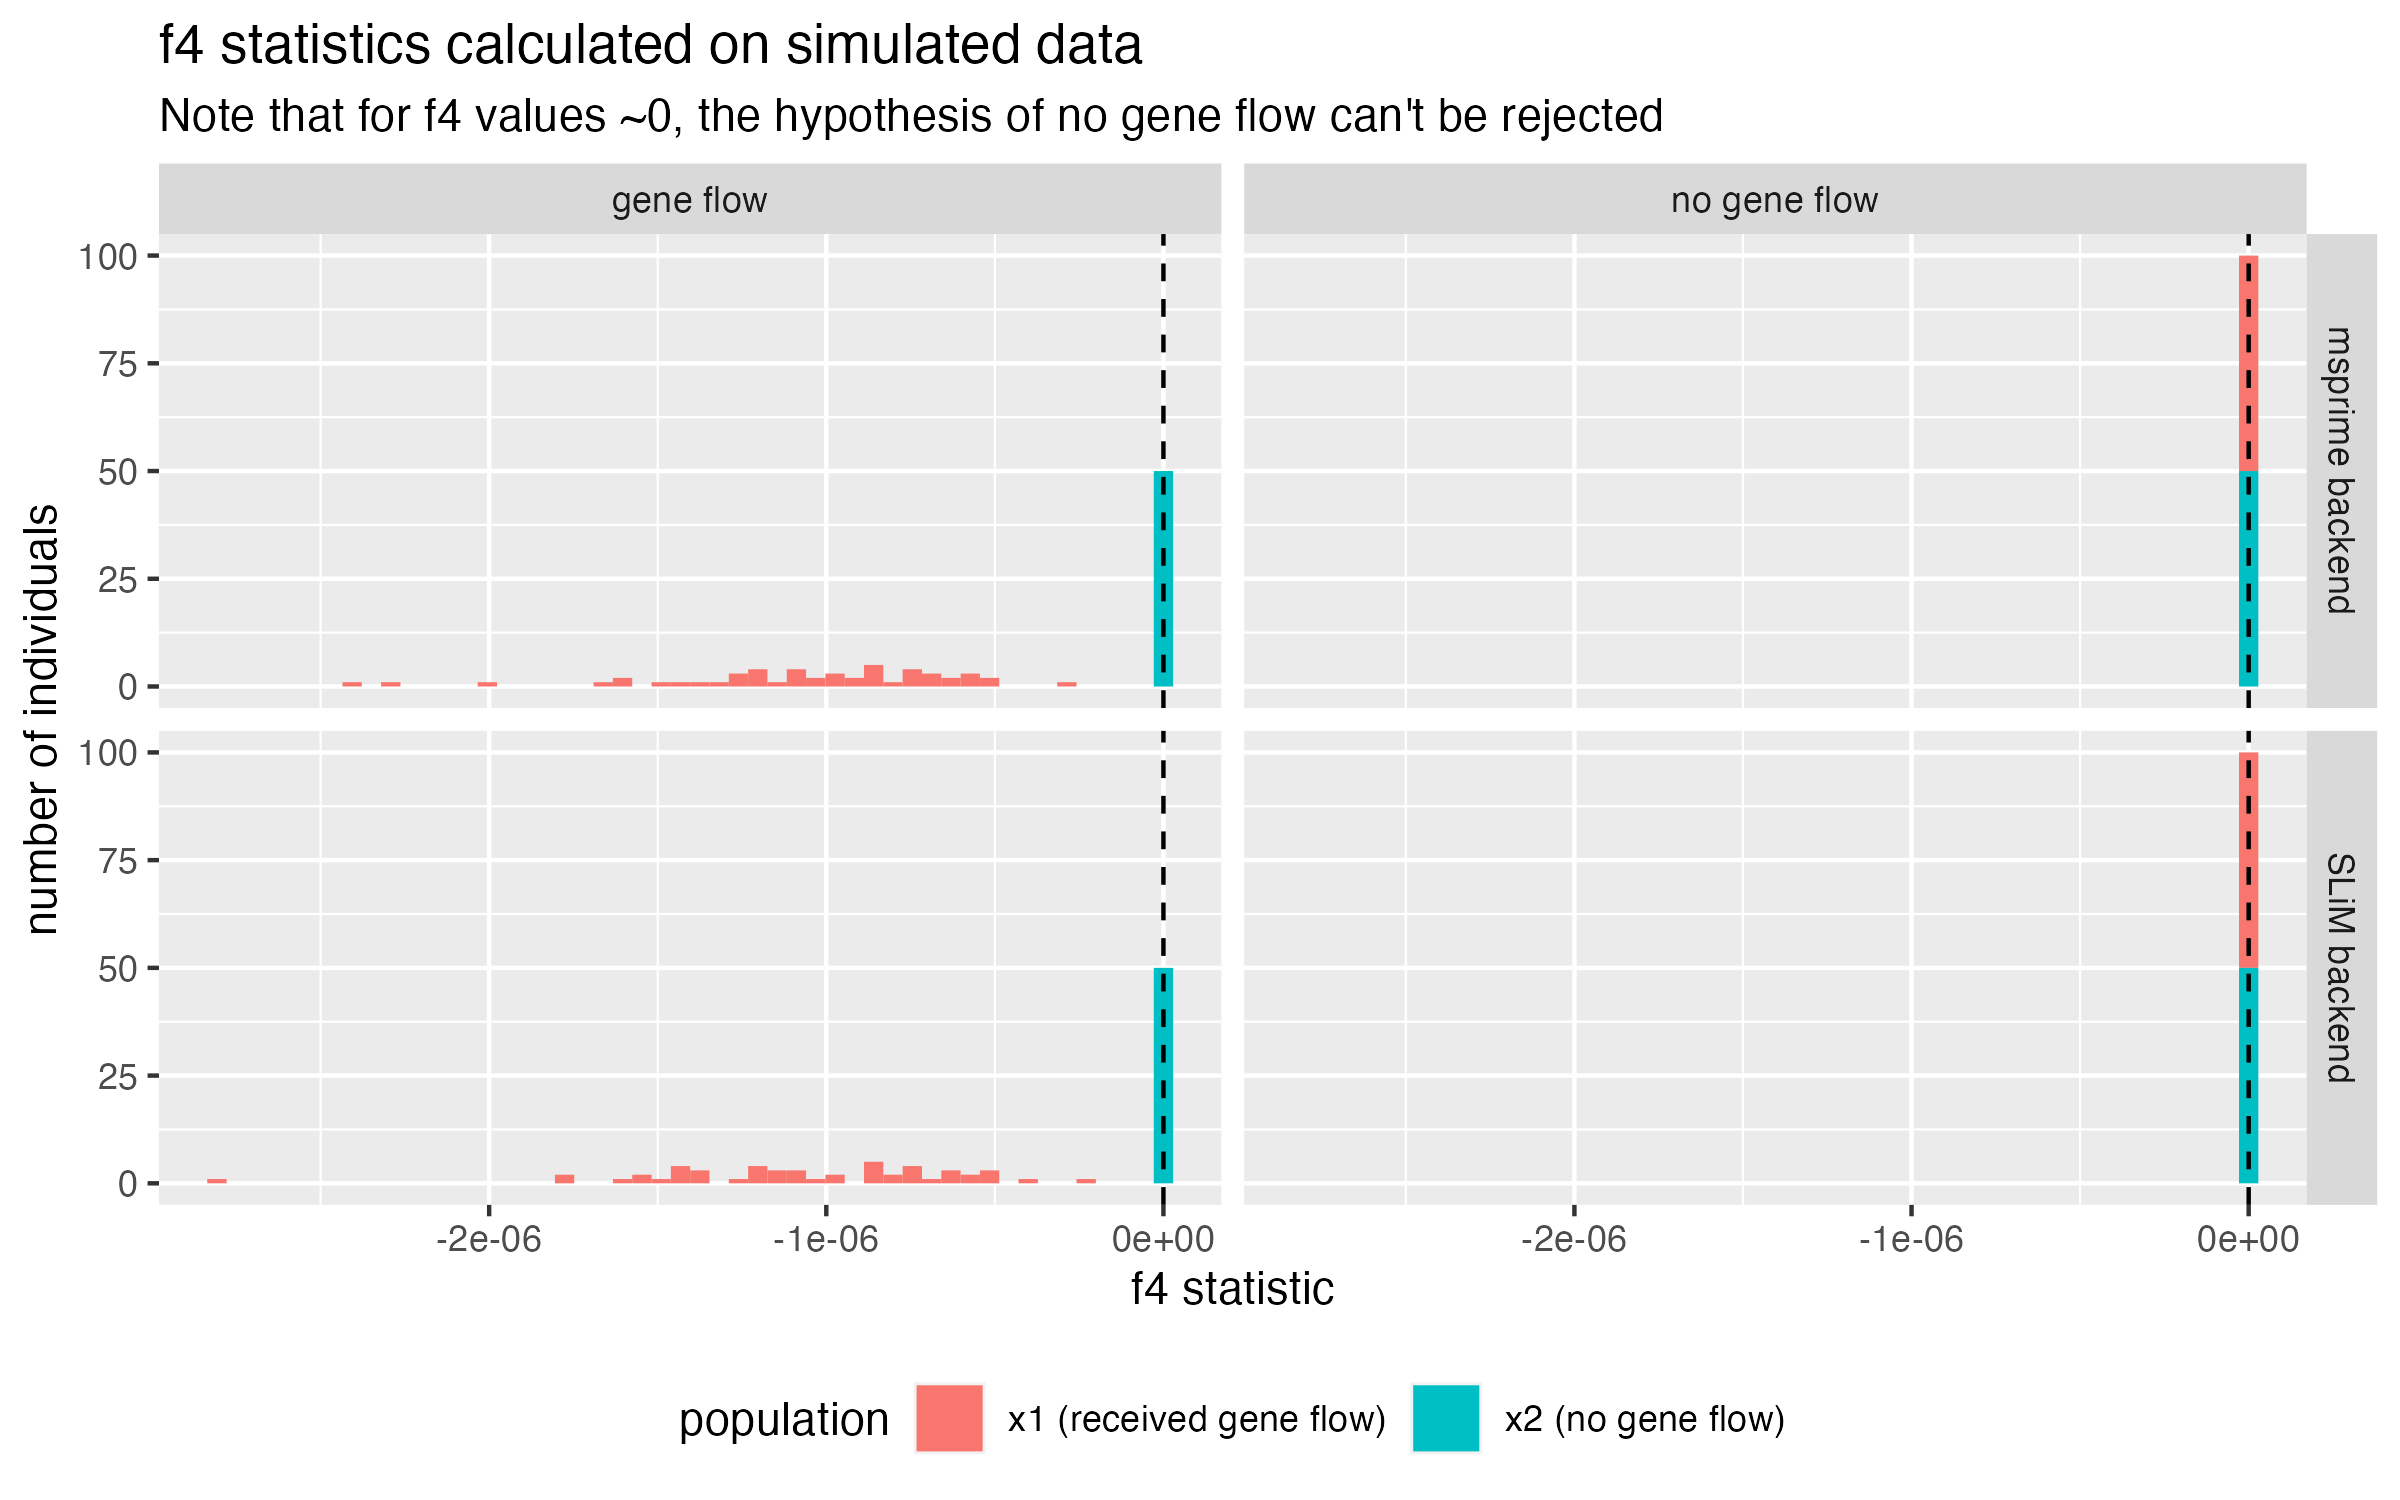 f4 statistics calculated on simulated data
Note that for f4 values ~0, the hypothesis of no gene flow can't be rejected
gene flow
no gene flow
100
75
50
25
0
msprime backend
number of individuals
100
75
50
25
0
SLiM backend
-2e-06
-1e-06
0e+00
-2e-06
-1e-06
0e+00
f4 statistic
population
x1 (received gene flow)
x2 (no gene flow)